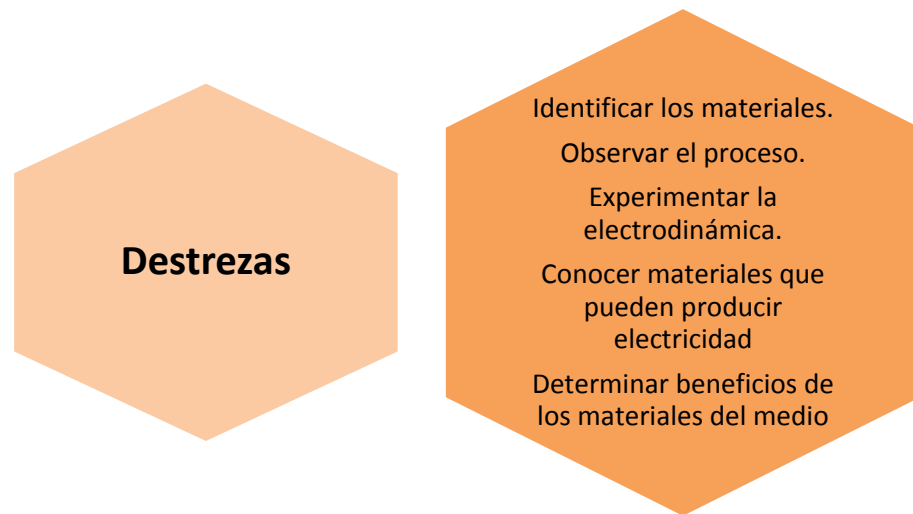 Destrezas
Identificar los materiales.
Observar el proceso.
Experimentar la
electrodinámica.
Conocer materiales que
pueden producir
electricidad
Determinar beneficios de
los materiales del medio